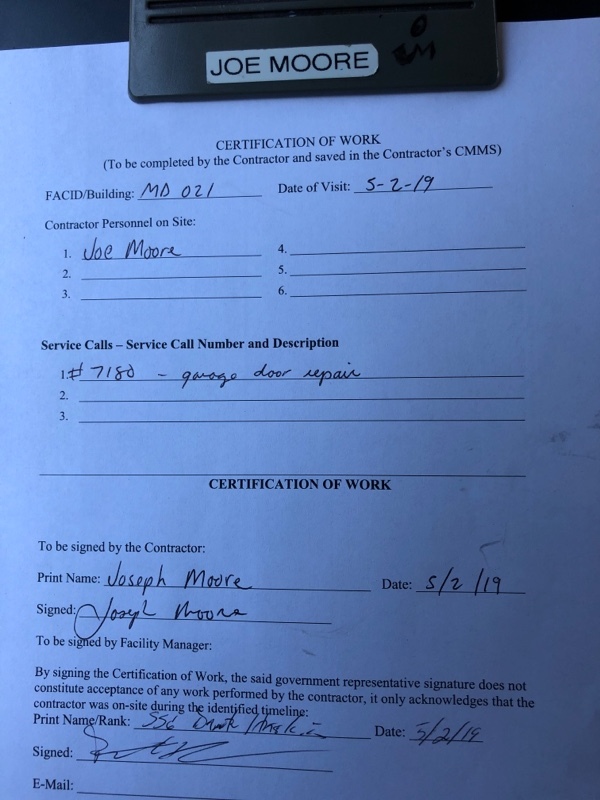 JOE MOORE
CERTIFICATION OF WORK
(To be completed by the Contractor and saved in the Contractor's CMMS)
FACID/Building: MD 021 Date of Visit: 5-2-19
Contractor Personnel on Site:
1. Joe Moore 4.
2. 5.
3. 6.
Service Calls – Service Call Number and Description
1. # 7180 - garage door repair
2.
3.
CERTIFICATION OF WORK
To be signed by the Contractor:
Print Name: Joseph Moore Date: 5/2/19
Signed: Joseph Moore
To be signed by Facility Manager:
By signing the Certification of Work, the said government representative signature does not
constitute acceptance of any work performed by the contractor, it only acknowledges that the
contractor was on-site during the identified timeline:
Print Name/Rank: Date: 5/2/19
Signed:
E-Mail: